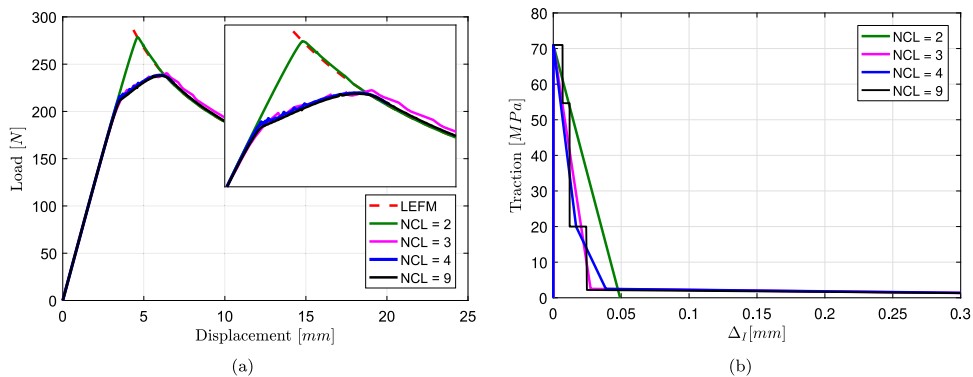 300
250
200
150
100
50
0
Load [N]
0 5 10 15 20 25
Displacement [mm]
LEFM
NCL = 2
NCL = 3
NCL = 4
NCL = 9
(a)
80
70
60
50
40
30
20
10
0
Traction [MPa]
0 0.05 0.1 0.15 0.2 0.25 0.3
Δ_I[mm]
NCL = 2
NCL = 3
NCL = 4
NCL = 9
(b)